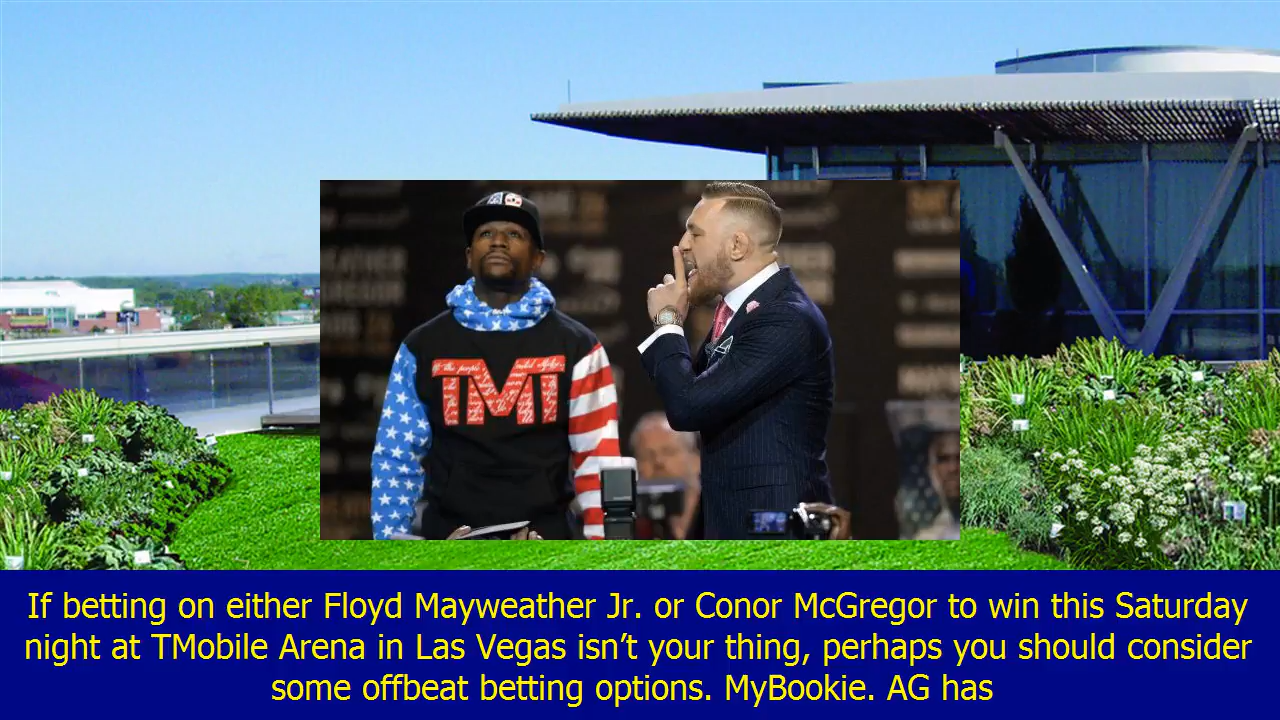 TMT
If betting on either Floyd Mayweather Jr. or Conor McGregor to win this Saturday
night at TMobile Arena in Las Vegas isn’t your thing, perhaps you should consider
some offbeat betting options. MyBookie. AG has